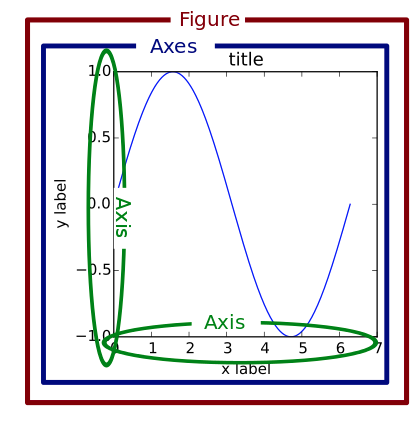 Figure
Axes
title
1.0
0.5
0.0
−0.5
−1.0
y label
Axis
Axis
0 1 2 3 4 5 6 7
x label